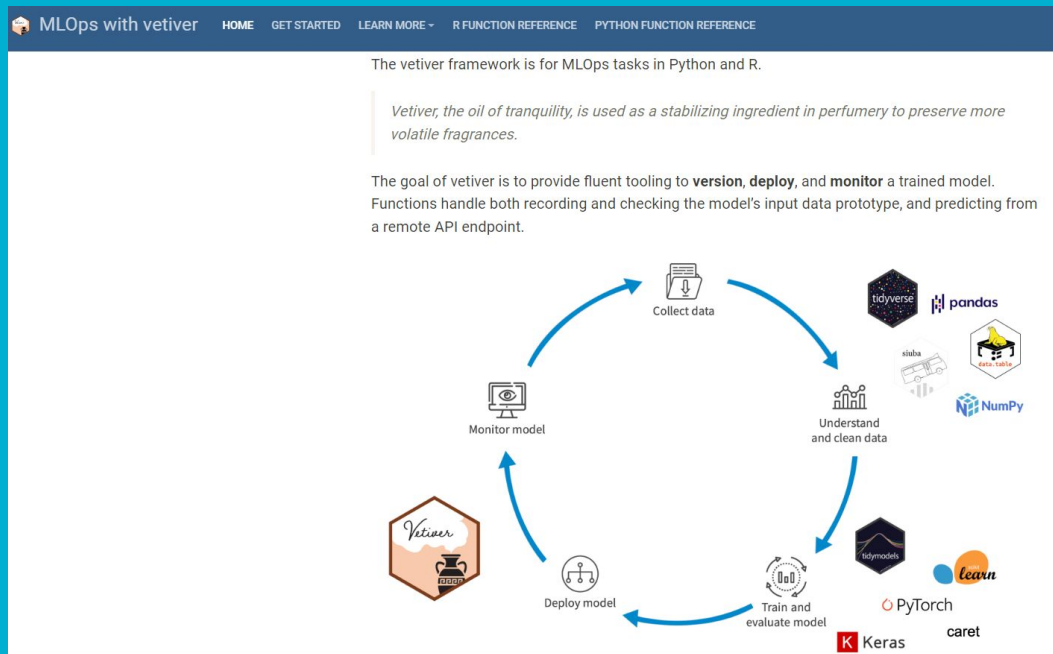 MLOps with vetiver HOME GET STARTED LEARN MORE R FUNCTION REFERENCE PYTHON FUNCTION REFERENCE
The vetiver framework is for MLOps tasks in Python and R.
Vetiver, the oil of tranquility, is used as a stabilizing ingredient in perfumery to preserve more
volatile fragrances.
The goal of vetiver is to provide fluent tooling to version, deploy, and monitor a trained model.
Functions handle both recording and checking the model's input data prototype, and predicting from
a remote API endpoint.
Collect data
tidyverse
pandas
siuba
data.table
NumPy
Understand
and clean data
Monitor model
Vetiver
Deploy model
Train and
evaluate model
tidymodels
scikit
learn
PyTorch
caret
K Keras